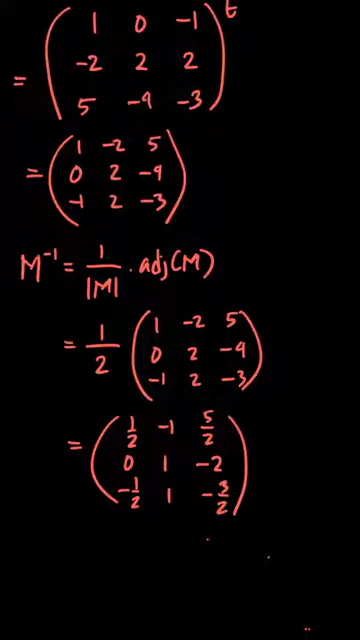 = ( 1 0 -1 )^t
( -2 2 2 )
( 5 -4 -3 )
= ( 1 -2 5 )
( 0 2 -4 )
( -1 2 -3 )
M^-1 = 1/|M| . adj(M)
= 1/2 ( 1 -2 5 )
( 0 2 -4 )
( -1 2 -3 )
= ( 1/2 -1 5/2 )
( 0 1 -2 )
( -1/2 1 -3/2 )